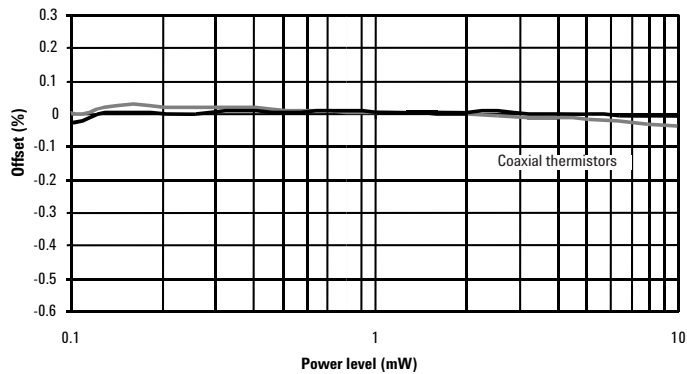 0.3
0.2
0.1
0
-0.1
-0.2
-0.3
-0.4
-0.5
-0.6
Offset (%)
Coaxial thermistors
0.1 1 10
Power level (mW)